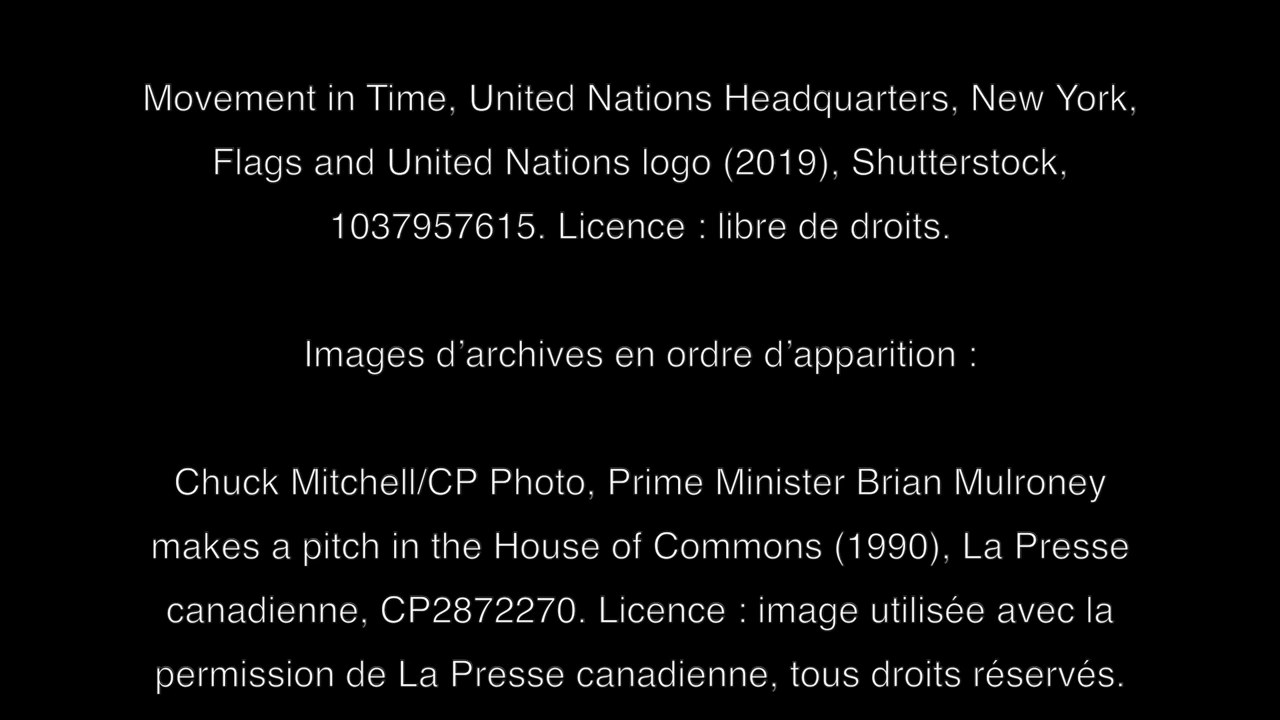 Movement in Time, United Nations Headquarters, New York,
Flags and United Nations logo (2019), Shutterstock,
1037957615. Licence : libre de droits.
Images d’archives en ordre d’apparition :
Chuck Mitchell/CP Photo, Prime Minister Brian Mulroney
makes a pitch in the House of Commons (1990), La Presse
canadienne, CP2872270. Licence : image utilisée avec la
permission de La Presse canadienne, tous droits réservés.